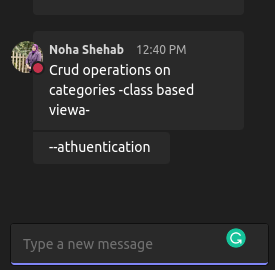 Noha Shehab 12:40 PM
Crud operations on
categories -class based
viewa-
--athuentication
Type a new message